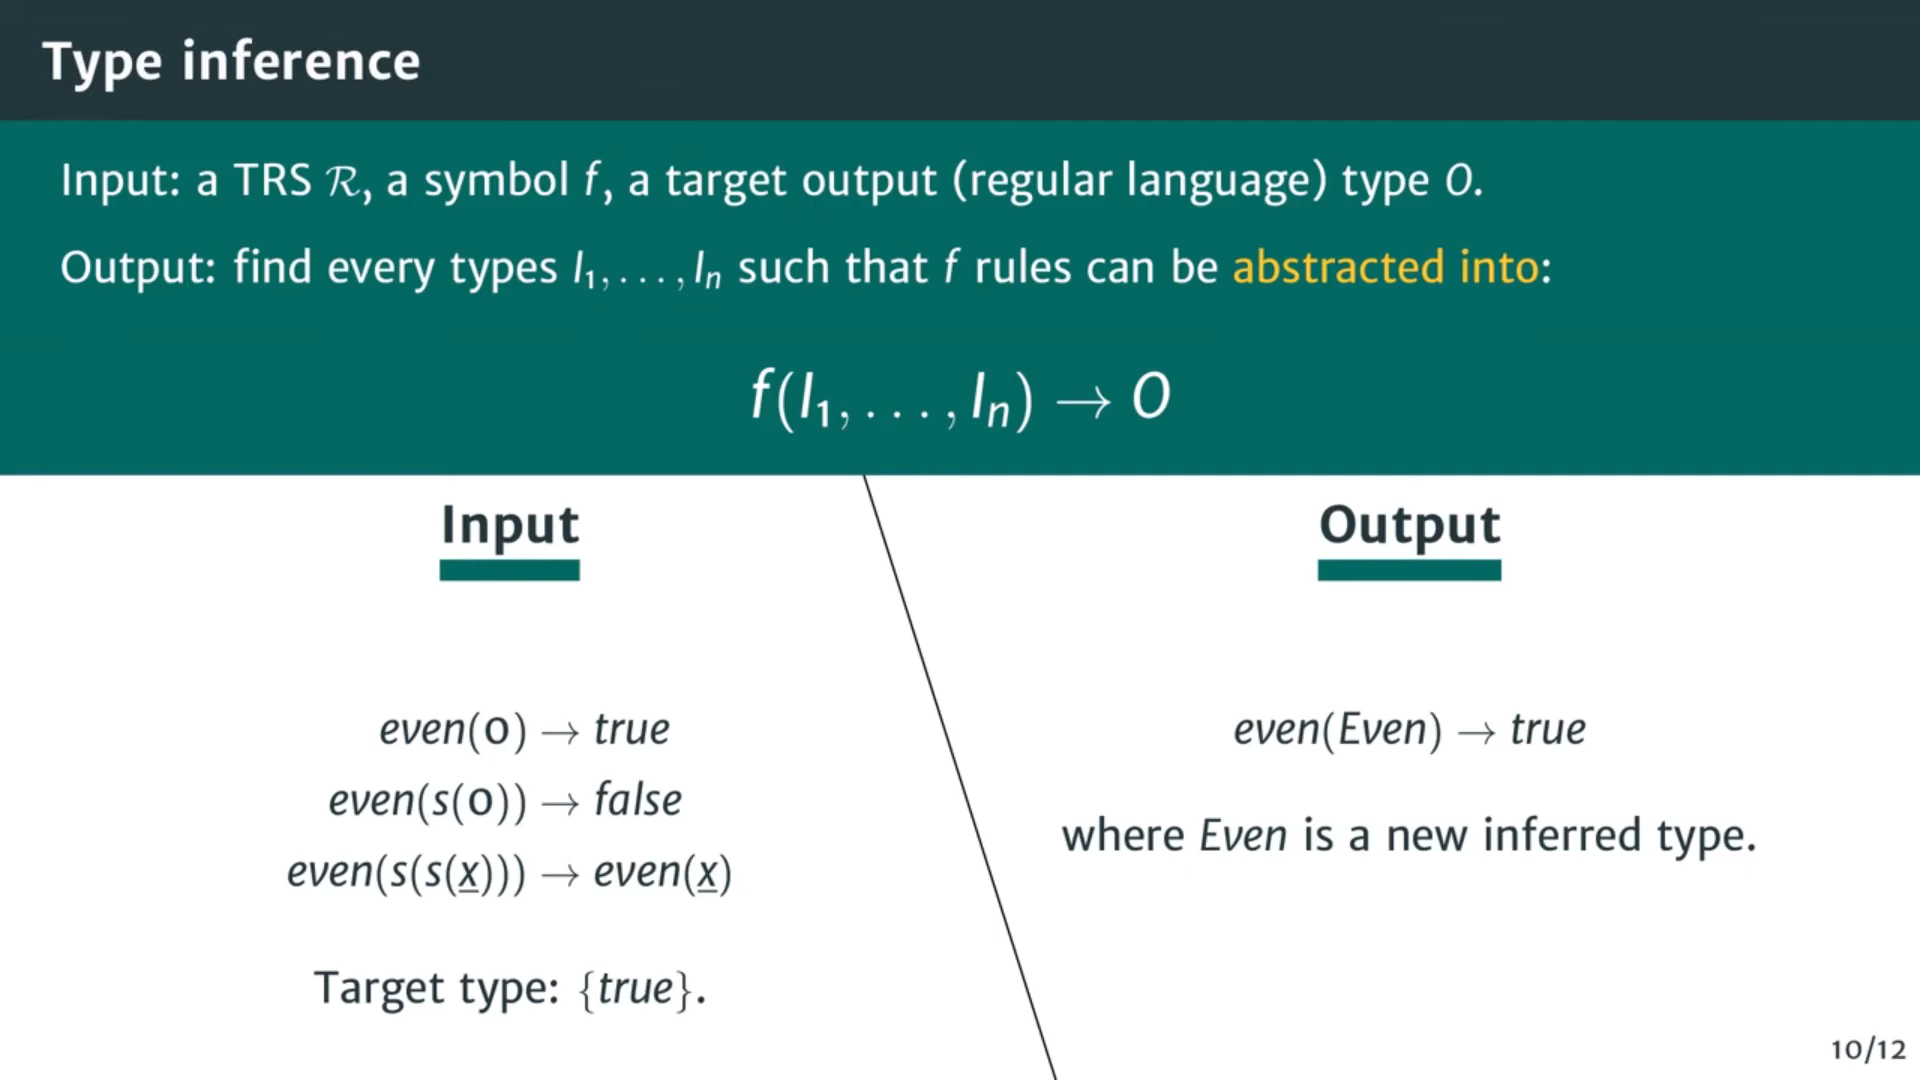 Type inference
Input: a TRS ℛ, a symbol f, a target output (regular language) type O.
Output: find every types I₁, . . . , Iₙ such that f rules can be abstracted into:
f(I₁, . . . , Iₙ) → O
Input
even(0) → true
even(s(0)) → false
even(s(s(x))) → even(x)
Target type: {true}.
Output
even(Even) → true
where Even is a new inferred type.
10/12